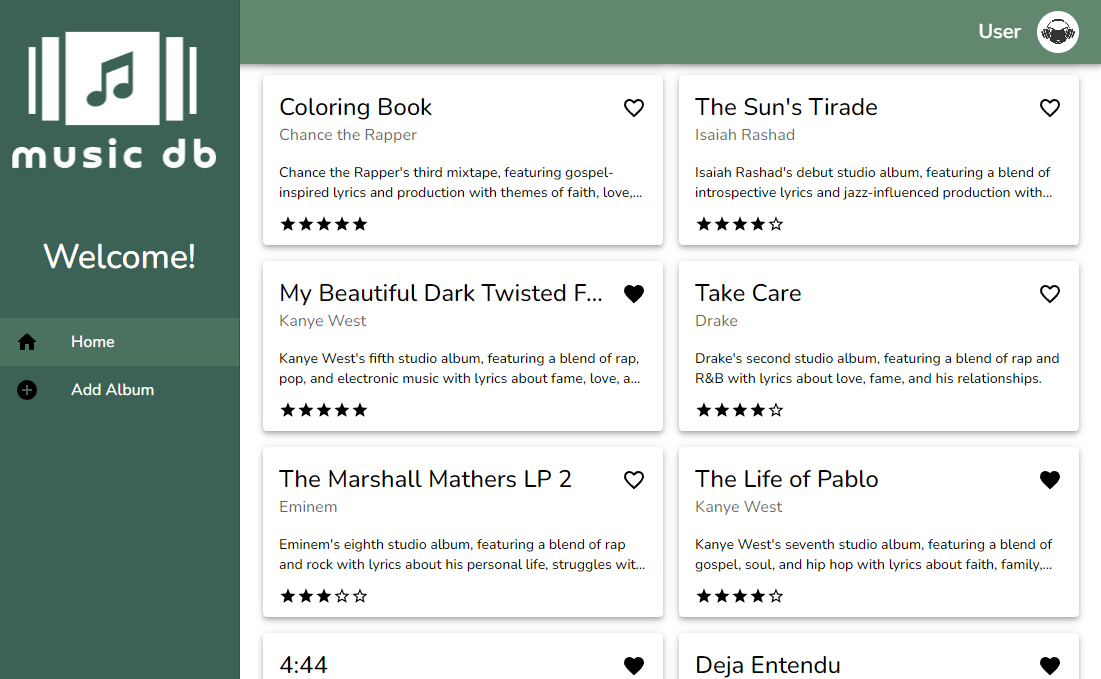 music db
Welcome!
Home
Add Album
User
Coloring Book
Chance the Rapper
Chance the Rapper's third mixtape, featuring gospel-
inspired lyrics and production with themes of faith, love,...
The Sun's Tirade
Isaiah Rashad
Isaiah Rashad's debut studio album, featuring a blend of
introspective lyrics and jazz-influenced production with...
My Beautiful Dark Twisted F...
Kanye West
Kanye West's fifth studio album, featuring a blend of rap,
pop, and electronic music with lyrics about fame, love, a...
Take Care
Drake
Drake's second studio album, featuring a blend of rap and
R&B with lyrics about love, fame, and his relationships.
The Marshall Mathers LP 2
Eminem
Eminem's eighth studio album, featuring a blend of rap
and rock with lyrics about his personal life, struggles wit...
The Life of Pablo
Kanye West
Kanye West's seventh studio album, featuring a blend of
gospel, soul, and hip hop with lyrics about faith, family,...
4:44
Deja Entendu